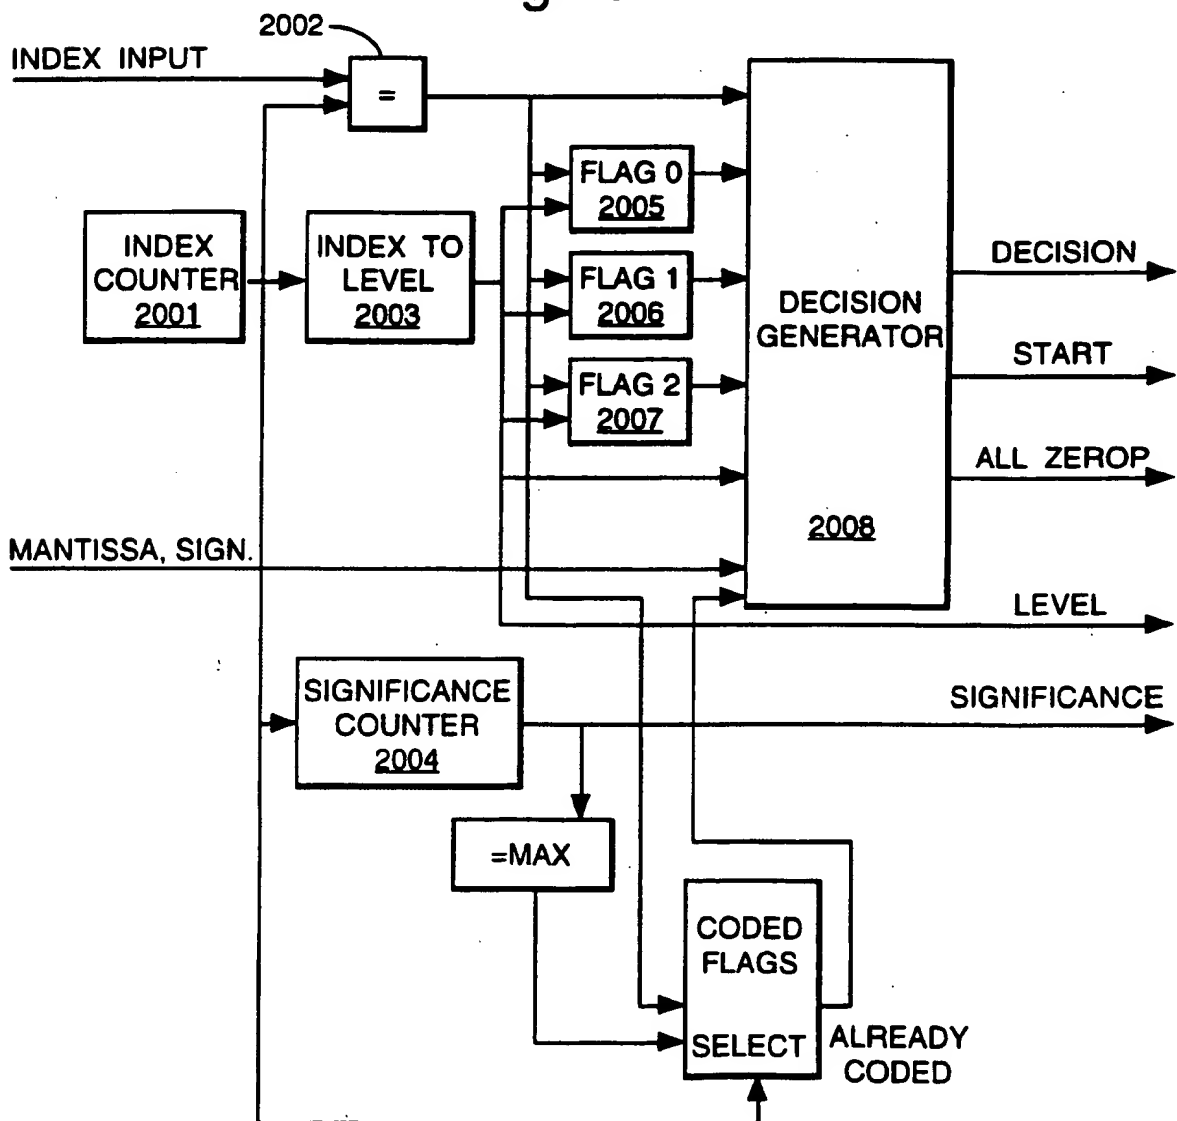 2002
INDEX INPUT
=
FLAG 0
2005
INDEX
COUNTER
2001
INDEX TO
LEVEL
2003
FLAG 1
2006
FLAG 2
2007
DECISION
GENERATOR
2008
DECISION
START
ALL ZEROP
MANTISSA, SIGN.
LEVEL
SIGNIFICANCE
COUNTER
2004
SIGNIFICANCE
=MAX
CODED
FLAGS
SELECT
ALREADY
CODED